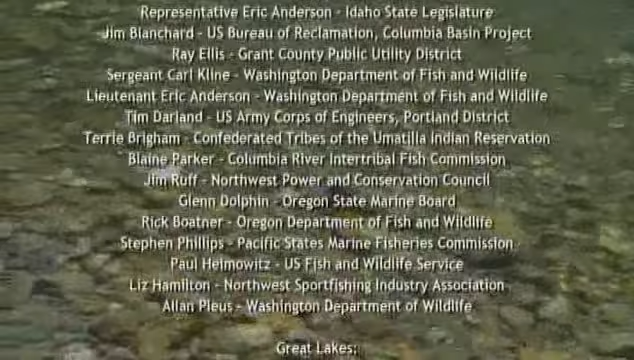 Representative Eric Anderson - Idaho State Legislature
Jim Blanchard - US Bureau of Reclamation, Columbia Basin Project
Ray Ellis - Grant County Public Utility District
Sergeant Carl Kline - Washington Department of Fish and Wildlife
Lieutenant Eric Anderson - Washington Department of Fish and Wildlife
Tim Darland - US Army Corps of Engineers, Portland District
Terrie Brigham - Confederated Tribes of the Umatilla Indian Reservation
Blaine Parker - Columbia River Intertribal Fish Commission
Jim Ruff - Northwest Power and Conservation Council
Glenn Dolphin - Oregon State Marine Board
Rick Boatner - Oregon Department of Fish and Wildlife
Stephen Phillips - Pacific States Marine Fisheries Commission
Paul Heimowitz - US Fish and Wildlife Service
Liz Hamilton - Northwest Sportfishing Industry Association
Allan Pleus - Washington Department of Wildlife
Great Lakes: